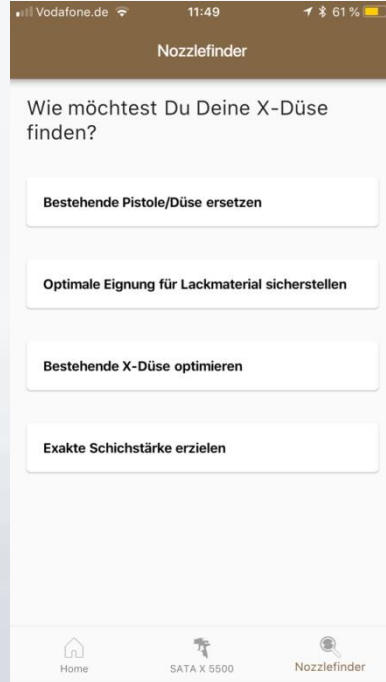 Vodafone.de 11:49 61 %
Nozzlefinder
Wie möchtest Du Deine X-Düse
finden?
Bestehende Pistole/Düse ersetzen
Optimale Eignung für Lackmaterial sicherstellen
Bestehende X-Düse optimieren
Exakte Schichstärke erzielen
Home SATA X 5500 Nozzlefinder